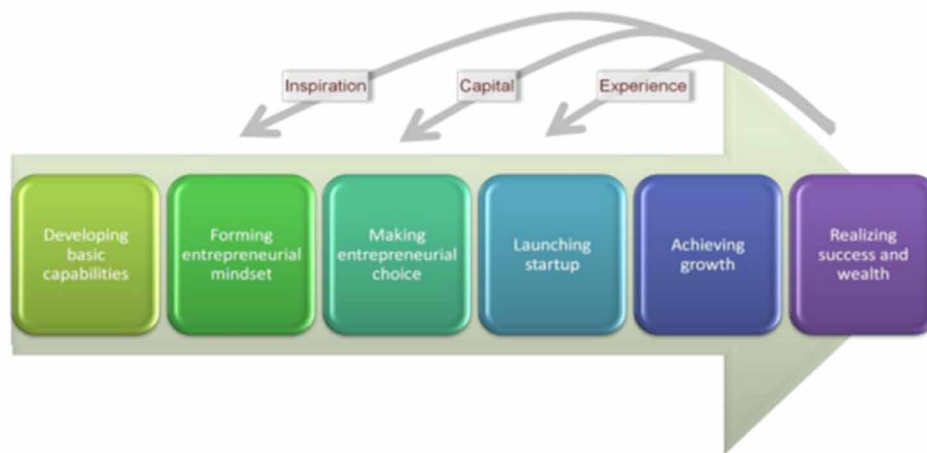 Inspiration
Capital
Experience
Developing
basic
capabilities
Forming
entrepreneurial
mindset
Making
entrepreneurial
choice
Launching
startup
Achieving
growth
Realizing
success and
wealth